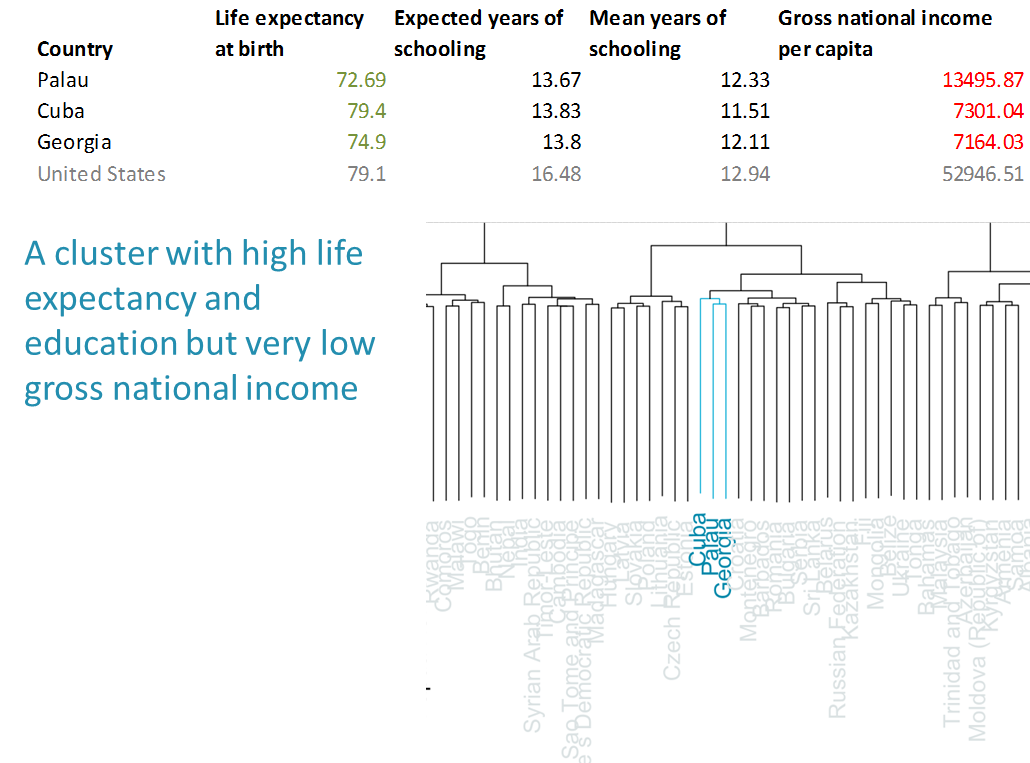 Life expectancy Expected years of Mean years of Gross national income
Country at birth schooling schooling per capita
Palau 72.69 13.67 12.33 13495.87
Cuba 79.4 13.83 11.51 7301.04
Georgia 74.9 13.8 12.11 7164.03
United States 79.1 16.48 12.94 52946.51
A cluster with high life
expectancy and
education but very low
gross national income
Rwanda
Comoros
Malawi
Togo
Benin
Bhutan
Nepal
India
Syrian Arab Republic
Timor-Leste
Cambodia
Sao Tome and Principe
Madagascar
Hungary
Latvia
Slovakia
Poland
Lithuania
Czech Republic
Estonia
Cuba
Palau
Georgia
Montenegro
Barbados
Romania
Bulgaria
Serbia
Sri Lanka
Belarus
Russian Federation
Kazakhstan
Fiji
Mongolia
Belize
Ukraine
Tonga
Bahamas
Malaysia
Trinidad and
Azerbaijan
Moldova (Republic
Kyrgyzstan
Armenia
Samoa